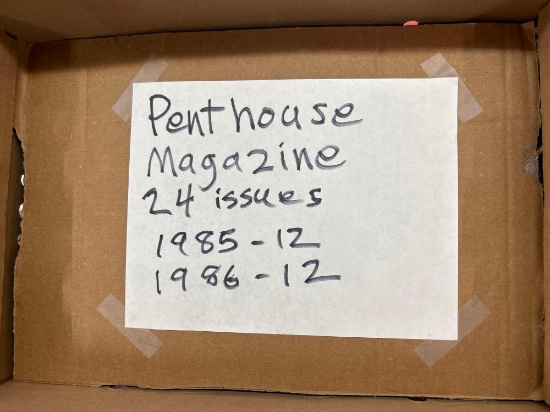 Penthouse
Magazine
24 issues
1985-12
1986-12